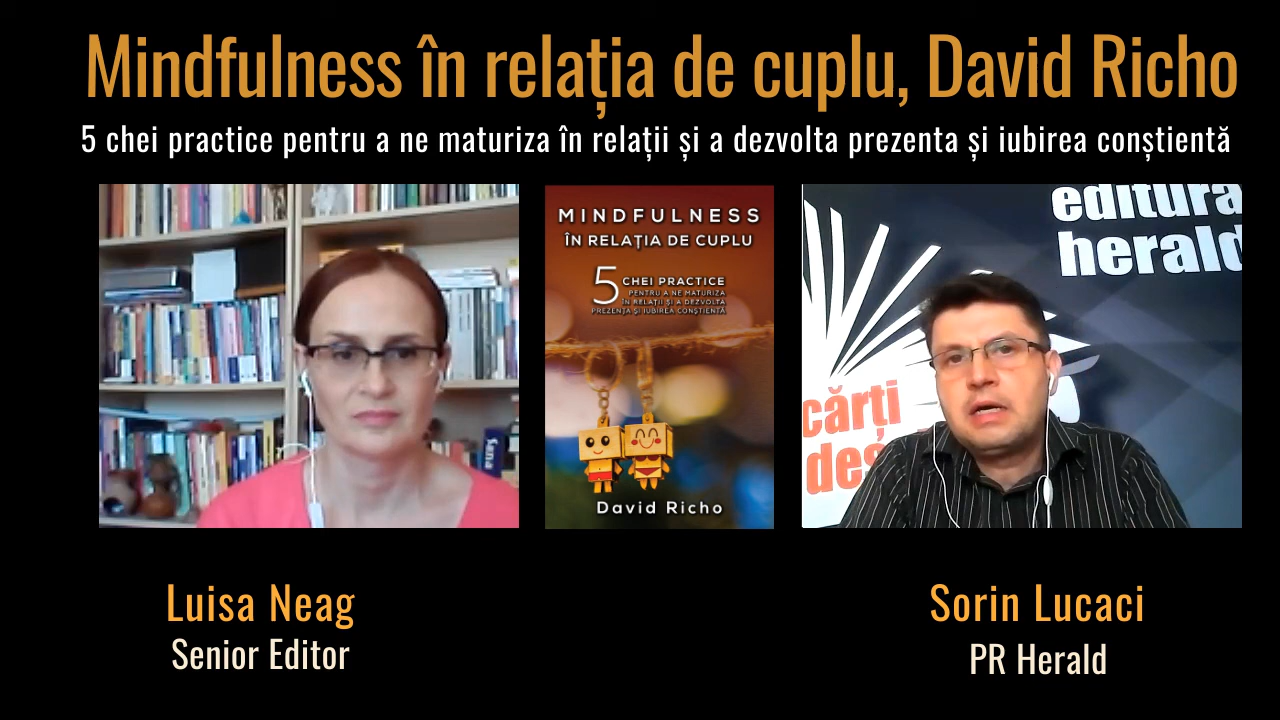 Mindfulness în relația de cuplu, David Richo
5 chei practice pentru a ne maturiza în relații și a dezvolta prezenta și iubirea conștientă
MINDFULNESS
ÎN RELAȚIA DE CUPLU
5 CHEI PRACTICE
PENTRU A NE MATURIZA
ÎN RELAȚII ȘI A DEZVOLTA
PREZENȚA ȘI IUBIREA CONȘTIENTĂ
David Richo
editura
herald
cărți
des
Luisa Neag
Senior Editor
Sorin Lucaci
PR Herald